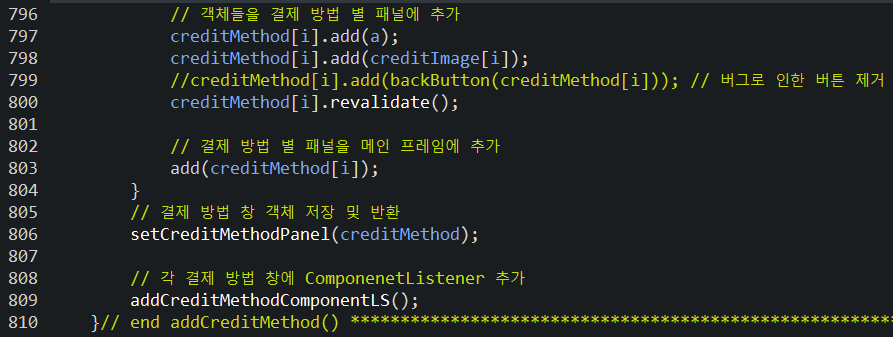 796 // 객체들을 결제 방법 별 패널에 추가
797 creditMethod[i].add(a);
798 creditMethod[i].add(creditImage[i]);
799 //creditMethod[i].add(backButton(creditMethod[i])); // 버그로 인한 버튼 제거
800 creditMethod[i].revalidate();
801
802 // 결제 방법 별 패널을 메인 프레임에 추가
803 add(creditMethod[i]);
804 }
805 // 결제 방법 창 객체 저장 및 반환
806 setCreditMethodPanel(creditMethod);
807
808 // 각 결제 방법 창에 ComponenetListener 추가
809 addCreditMethodComponentLS();
810 }// end addCreditMethod() *******************************************************